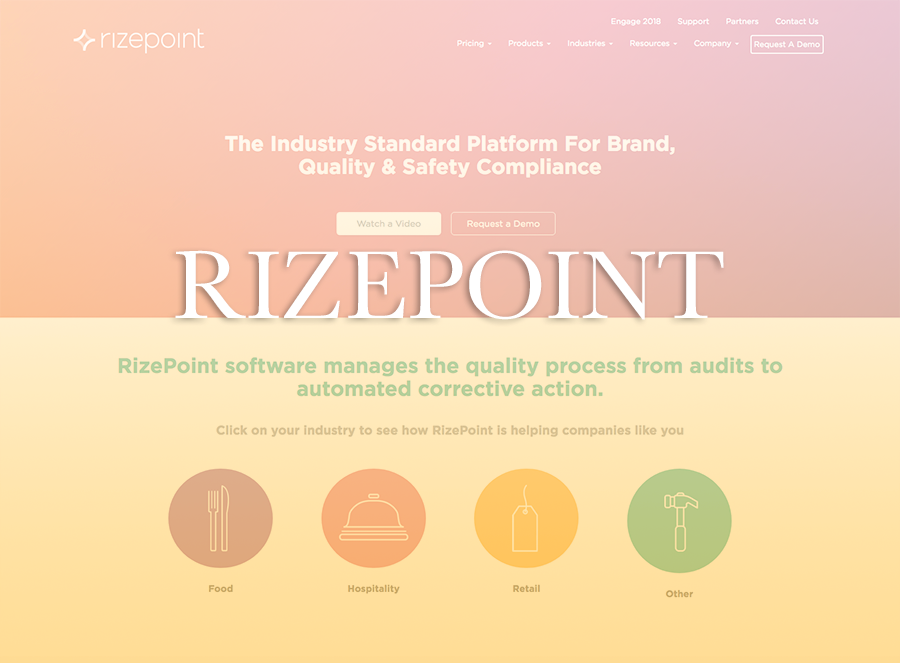 Engage 2018 Support Partners Contact Us
rizepoint
Pricing Products Industries Resources Company Request A Demo
The Industry Standard Platform For Brand,
Quality & Safety Compliance
Watch a Video Request a Demo
RIZEPOINT
RizePoint software manages the quality process from audits to
automated corrective action.
Click on your industry to see how RizePoint is helping companies like you
Food Hospitality Retail Other